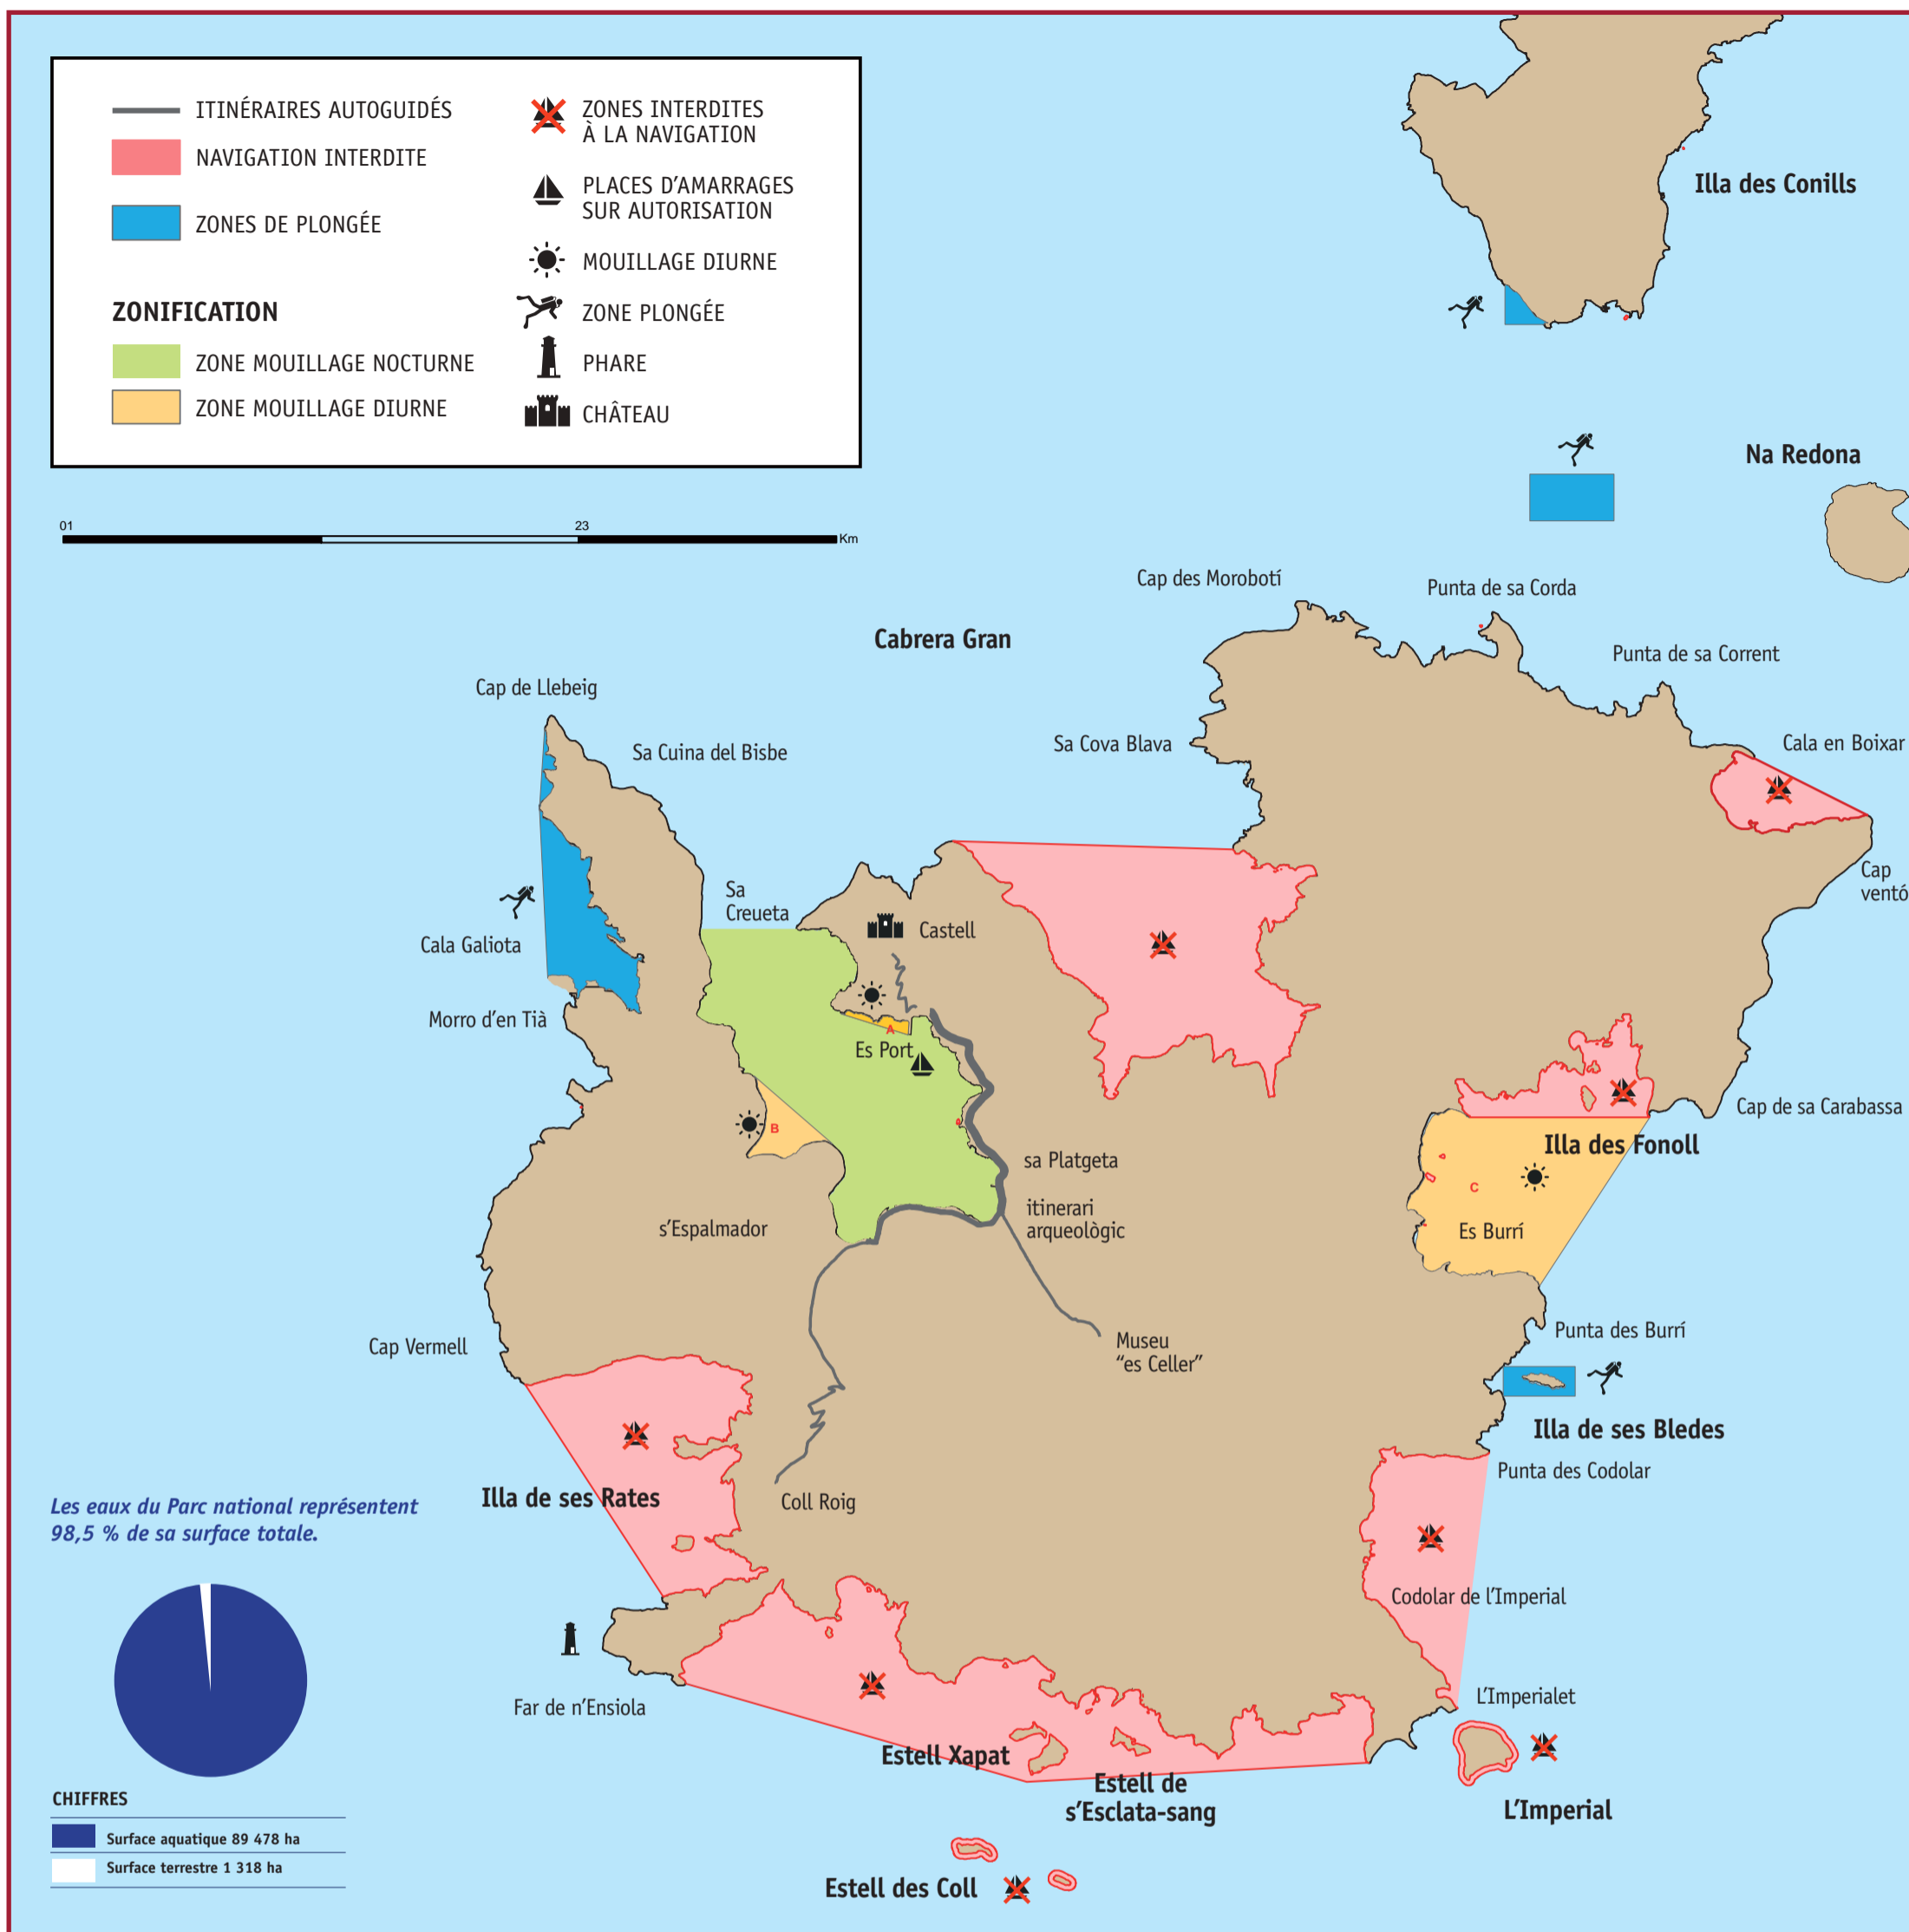 ITINÉRAIRES AUTOGUIDÉS
NAVIGATION INTERDITE
ZONES DE PLONGÉE
ZONIFICATION
ZONE MOUILLAGE NOCTURNE
ZONE MOUILLAGE DIURNE
ZONES INTERDITES
À LA NAVIGATION
PLACES D'AMARRAGES
SUR AUTORISATION
MOUILLAGE DIURNE
ZONE PLONGÉE
PHARE
CHÂTEAU
01 23 Km
Illa des Conills
Na Redona
Cap des Morobotí
Punta de sa Corda
Cabrera Gran
Punta de sa Corrent
Cap de Llebeig
Sa Cuina del Bisbe
Sa Cova Blava
Cala en Boixar
Cap
ventó
Sa
Creueta
Castell
Cala Galiota
Morro d'en Tià
A
Es Port
B
Cap de sa Carabassa
Illa des Fonoll
sa Platgeta
C
itinerari
arqueològic
s'Espalmador
Es Burrí
Punta des Burrí
Cap Vermell
Museu
"es Celler"
Illa de ses Bledes
Punta des Codolar
Illa de ses Rates
Coll Roig
Codolar de l'Imperial
Far de n'Ensiola
L'Imperialet
Estell Xapat
Estell de
s'Esclata-sang
L'Imperial
Estell des Coll
Les eaux du Parc national représentent
98,5 % de sa surface totale.
CHIFFRES
Surface aquatique 89 478 ha
Surface terrestre 1 318 ha